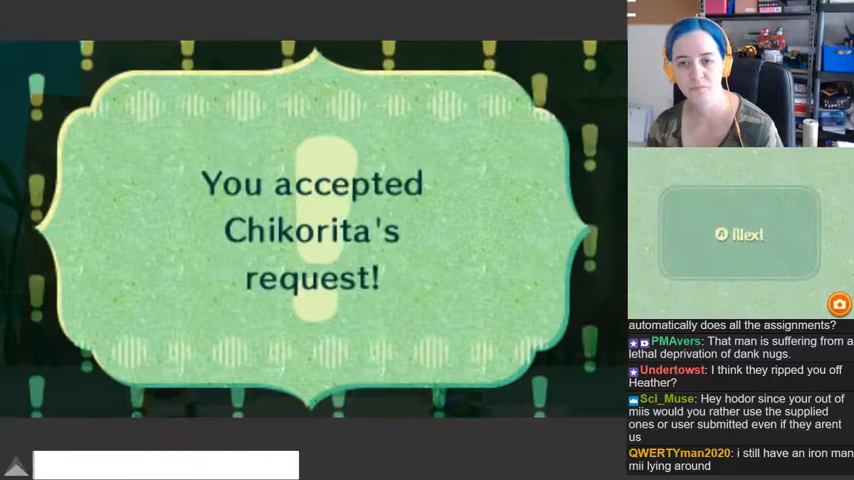 You accepted
Chikorita's
request!
A Next
automatically does all the assignments?
PMAvers: That man is suffering from a
lethal deprivation of dank nugs.
Undertowst: I think they ripped you off
Heather?
Sci_Muse: Hey hodor since your out of
miis would you rather use the supplied
ones or user submitted even if they arent
us
QWERTYman2020: i still have an iron man
mii lying around